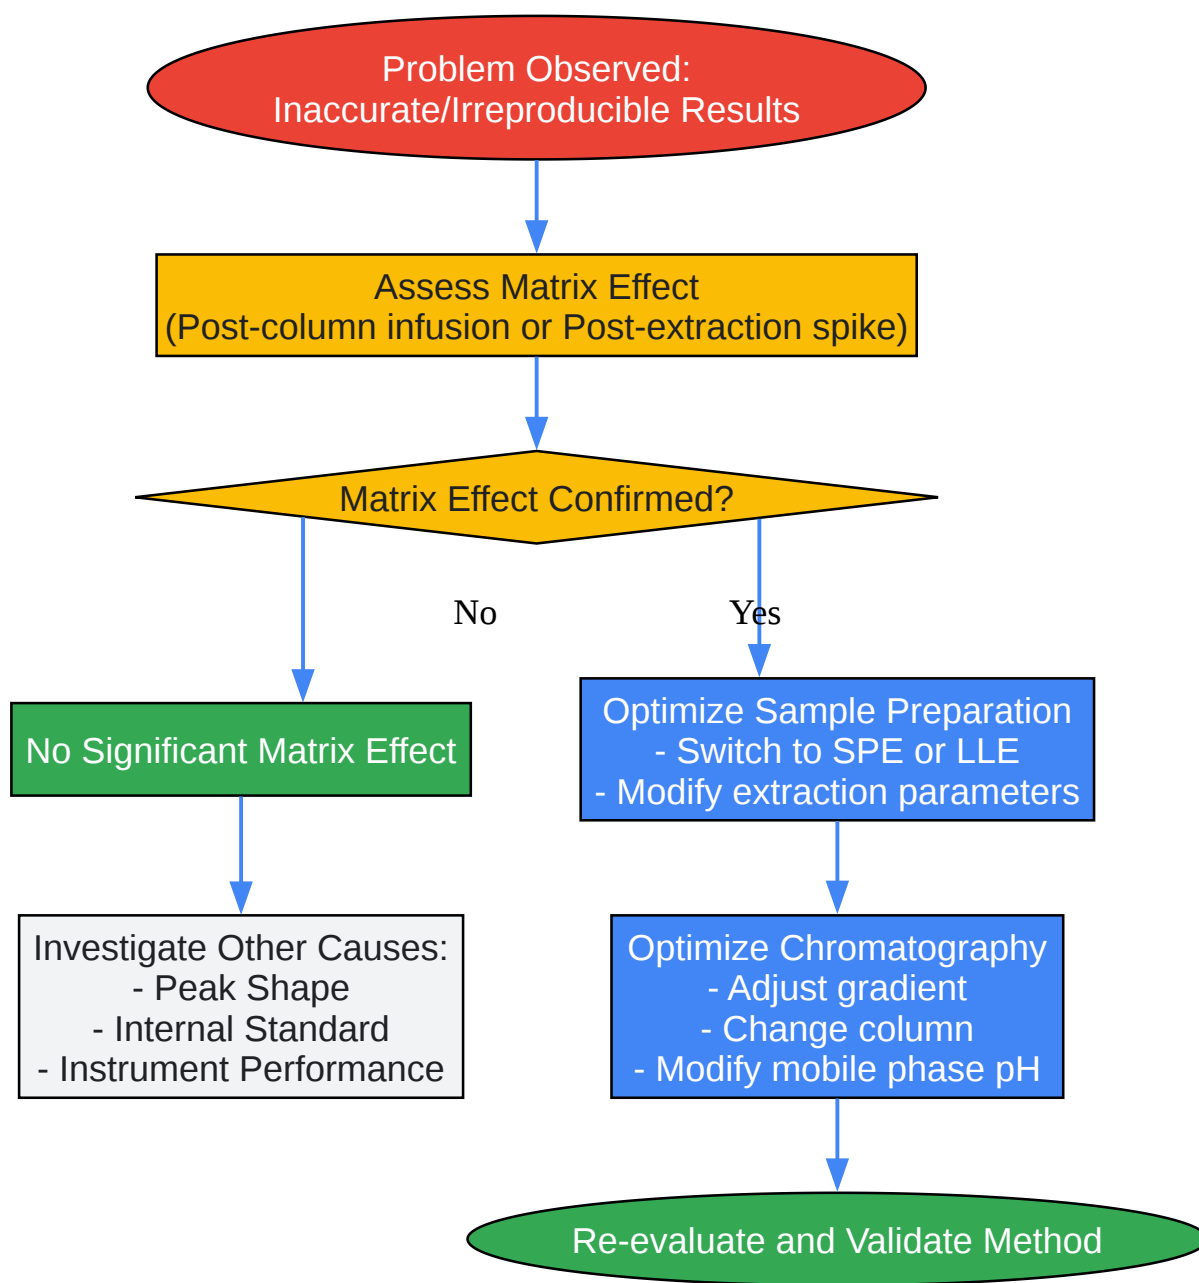 Problem Observed:
Inaccurate/Irreproducible Results
Assess Matrix Effect
(Post-column infusion or Post-extraction spike)
Matrix Effect Confirmed?
No
Yes
No Significant Matrix Effect
Optimize Sample Preparation
- Switch to SPE or LLE
- Modify extraction parameters
Investigate Other Causes:
- Peak Shape
- Internal Standard
- Instrument Performance
Optimize Chromatography
- Adjust gradient
- Change column
- Modify mobile phase pH
Re-evaluate and Validate Method